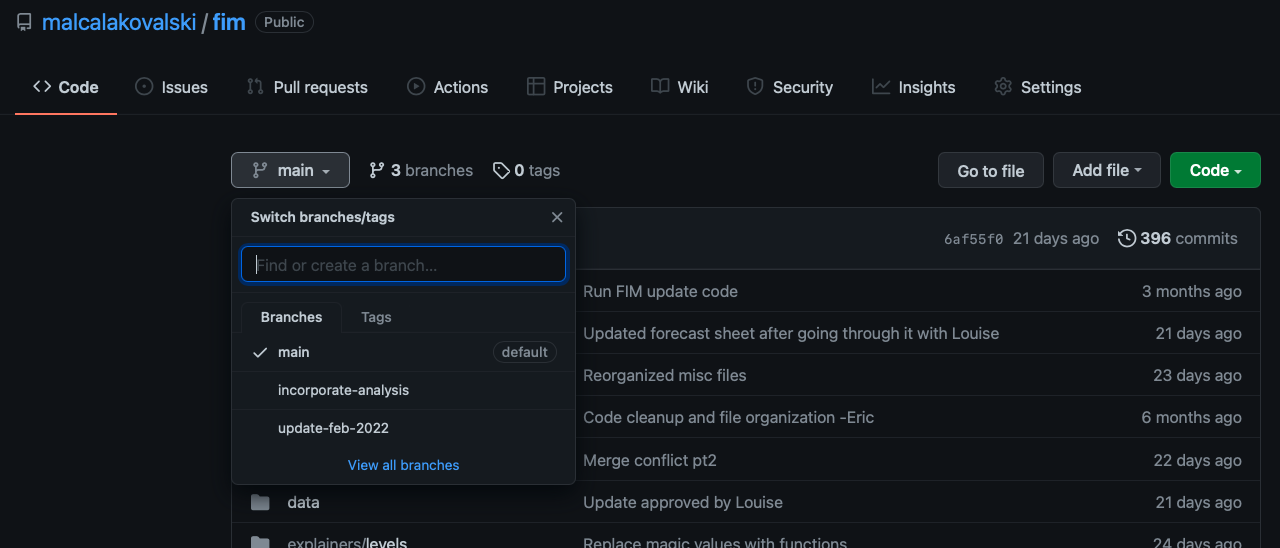 malcalakovalski / fim Public
Code Issues Pull requests Actions Projects Wiki Security Insights Settings
main 3 branches 0 tags Go to file Add file Code
Switch branches/tags
6af55f0 21 days ago 396 commits
Find or create a branch...
Run FIM update code 3 months ago
Branches Tags
Updated forecast sheet after going through it with Louise 21 days ago
main default
Reorganized misc files 23 days ago
incorporate-analysis
Code cleanup and file organization -Eric 6 months ago
update-feb-2022
View all branches
Merge conflict pt2 22 days ago
data Update approved by Louise 21 days ago
explainers/levels Replace magic values with functions 24 days ago